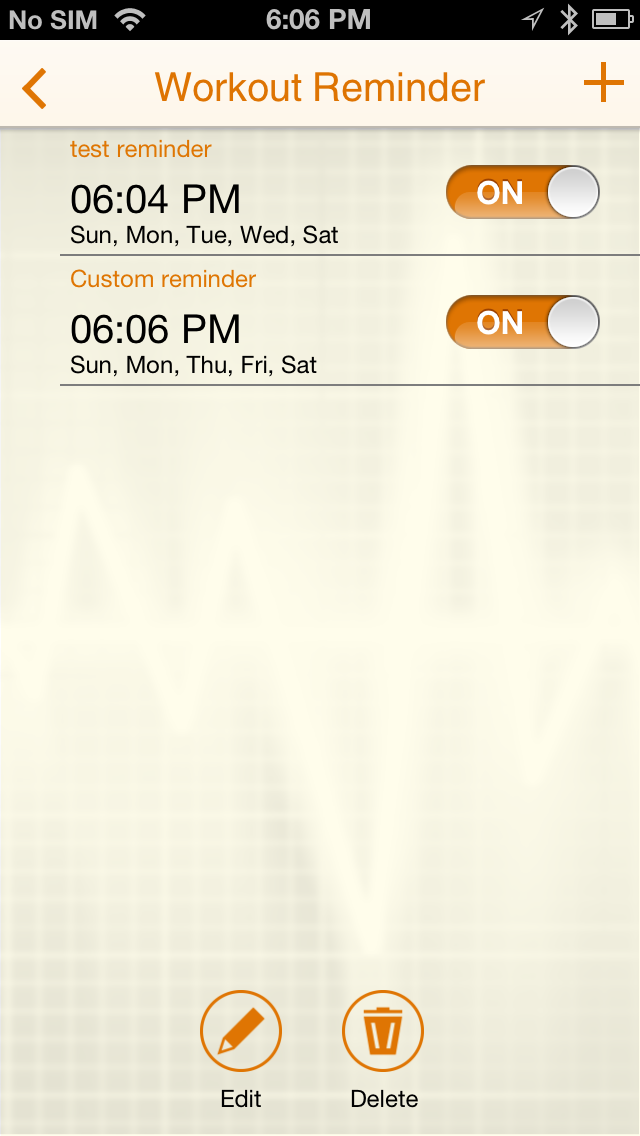 No SIM 6:06 PM
Workout Reminder
test reminder
06:04 PM ON
Sun, Mon, Tue, Wed, Sat
Custom reminder
06:06 PM ON
Sun, Mon, Thu, Fri, Sat
Edit Delete